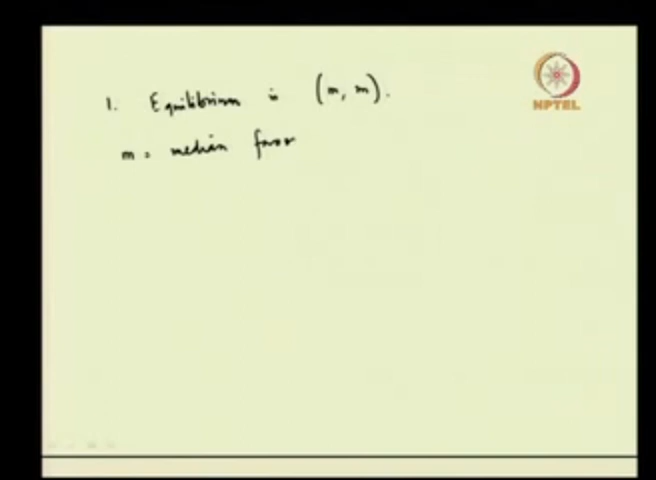 1. Equilibrium is (m, m).
m = median favor
NPTEL